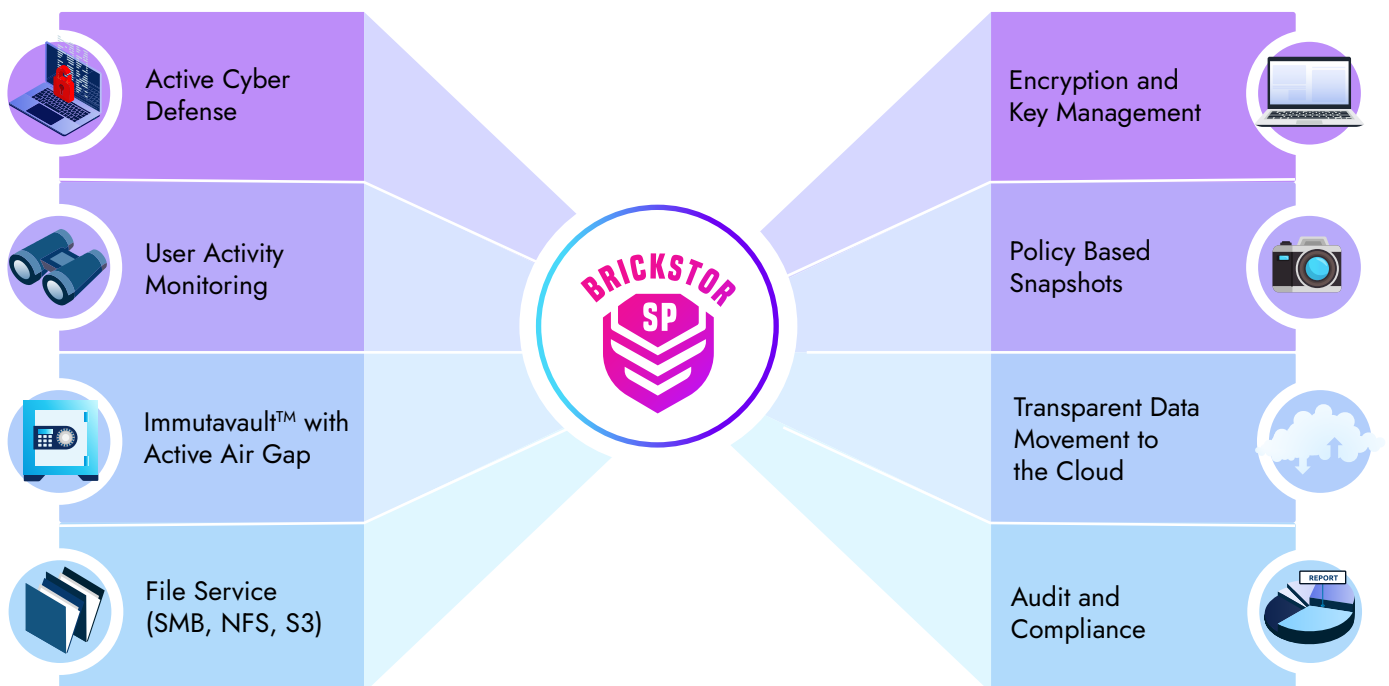 Active Cyber
Defense
User Activity
Monitoring
Immutavault™ with
Active Air Gap
File Service
(SMB, NFS, S3)
BRICKSTOR
SP
Encryption and
Key Management
Policy Based
Snapshots
Transparent Data
Movement to
the Cloud
REPORT
Audit and
Compliance